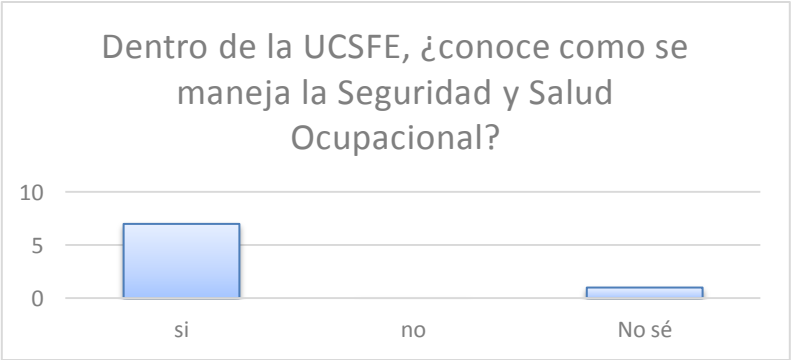 Dentro de la UCSFE, ¿conoce como se
maneja la Seguridad y Salud
Ocupacional?
10
5
0
si no No sé